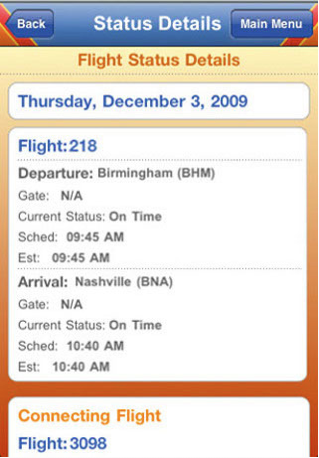 Back Status Details Main Menu
Flight Status Details
Thursday, December 3, 2009
Flight:218
Departure: Birmingham (BHM)
Gate: N/A
Current Status: On Time
Sched: 09:45 AM
Est: 09:45 AM
Arrival: Nashville (BNA)
Gate: N/A
Current Status: On Time
Sched: 10:40 AM
Est: 10:40 AM
Connecting Flight
Flight:3098